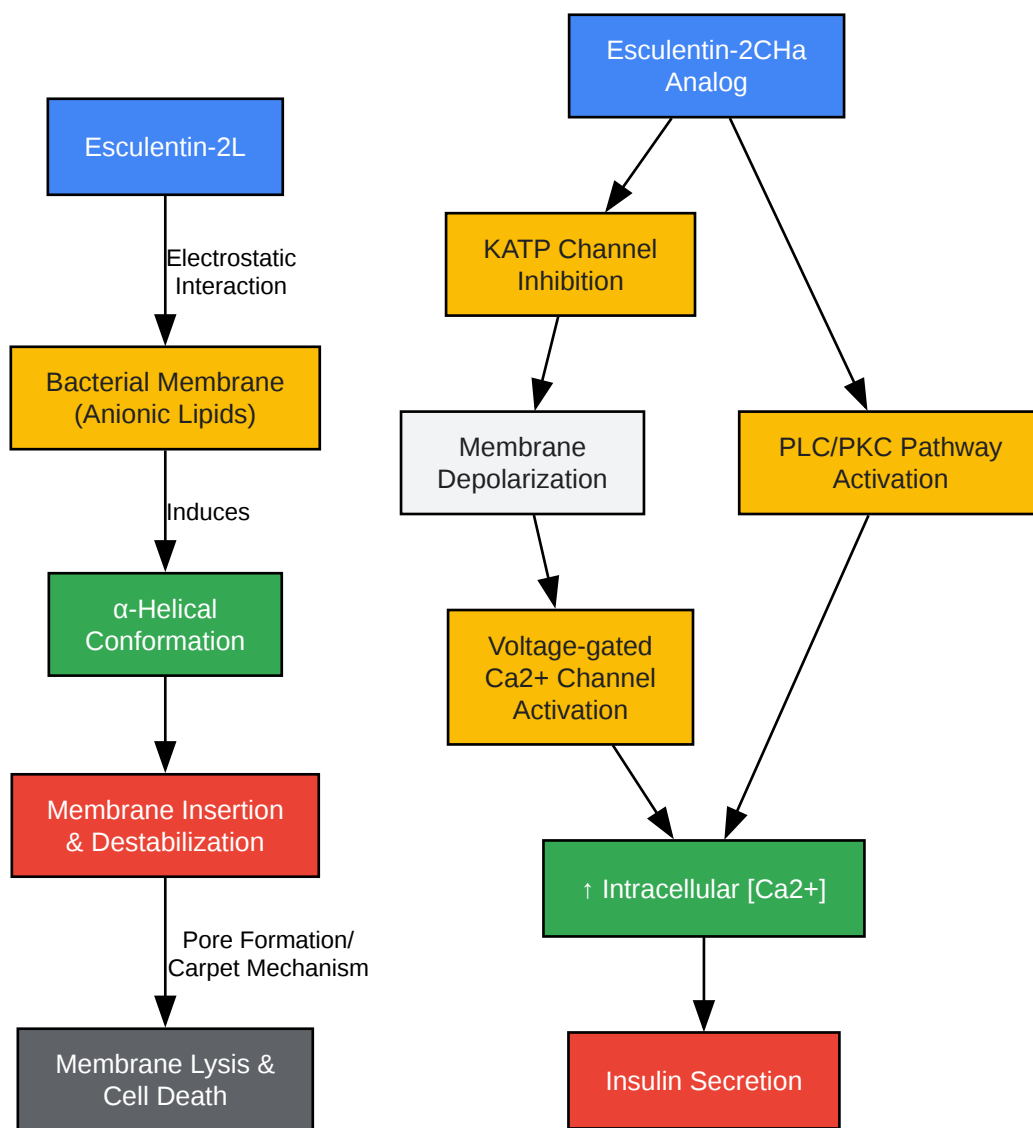 Esculentin-2L
Electrostatic
Interaction
Bacterial Membrane
(Anionic Lipids)
Induces
α-Helical
Conformation
Membrane Insertion
& Destabilization
Pore Formation/
Carpet Mechanism
Membrane Lysis &
Cell Death
Esculentin-2CHa
Analog
KATP Channel
Inhibition
Membrane
Depolarization
PLC/PKC Pathway
Activation
Voltage-gated
Ca2+ Channel
Activation
↑ Intracellular [Ca2+]
Insulin Secretion